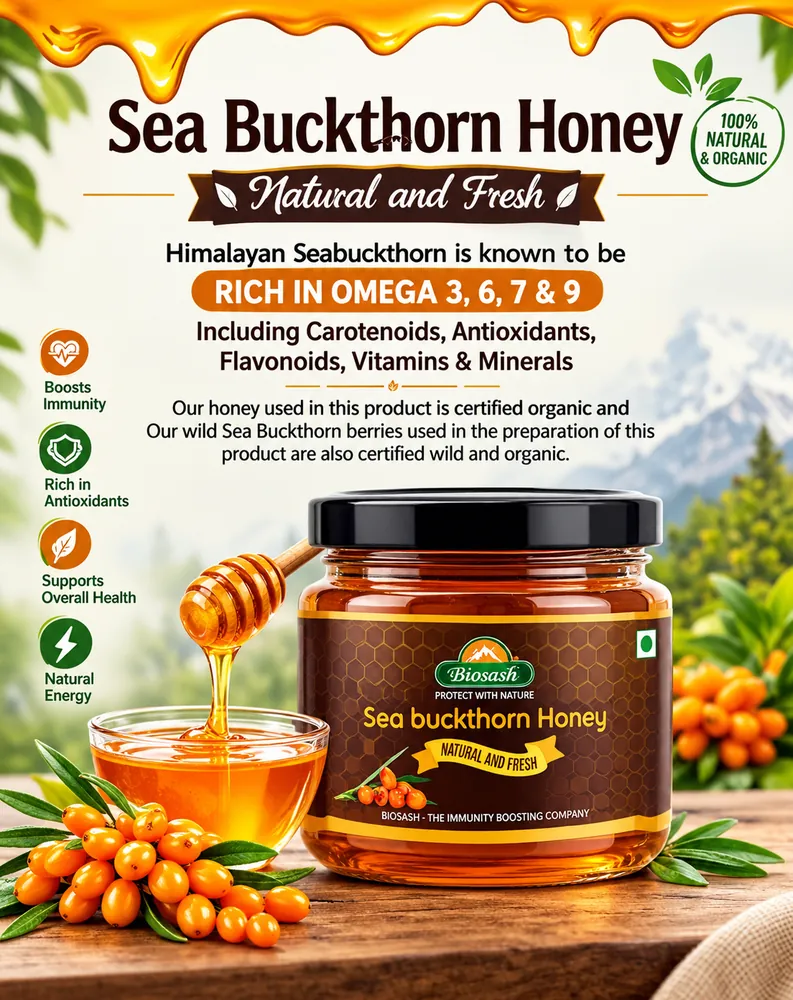 Sea Buckthorn Honey
100%
NATURAL
& ORGANIC
Natural and Fresh
Himalayan Seabuckthorn is known to be
RICH IN OMEGA 3, 6, 7 & 9
Including Carotenoids, Antioxidants,
Flavonoids, Vitamins & Minerals
Our honey used in this product is certified organic and
Our wild Sea Buckthorn berries used in the preparation of this
product are also certified wild and organic.
Boosts
Immunity
Rich in
Antioxidants
Supports
Overall Health
Natural
Energy
Biosash
PROTECT WITH NATURE
Sea buckthorn Honey
NATURAL AND FRESH
BIOSASH - THE IMMUNITY BOOSTING COMPANY